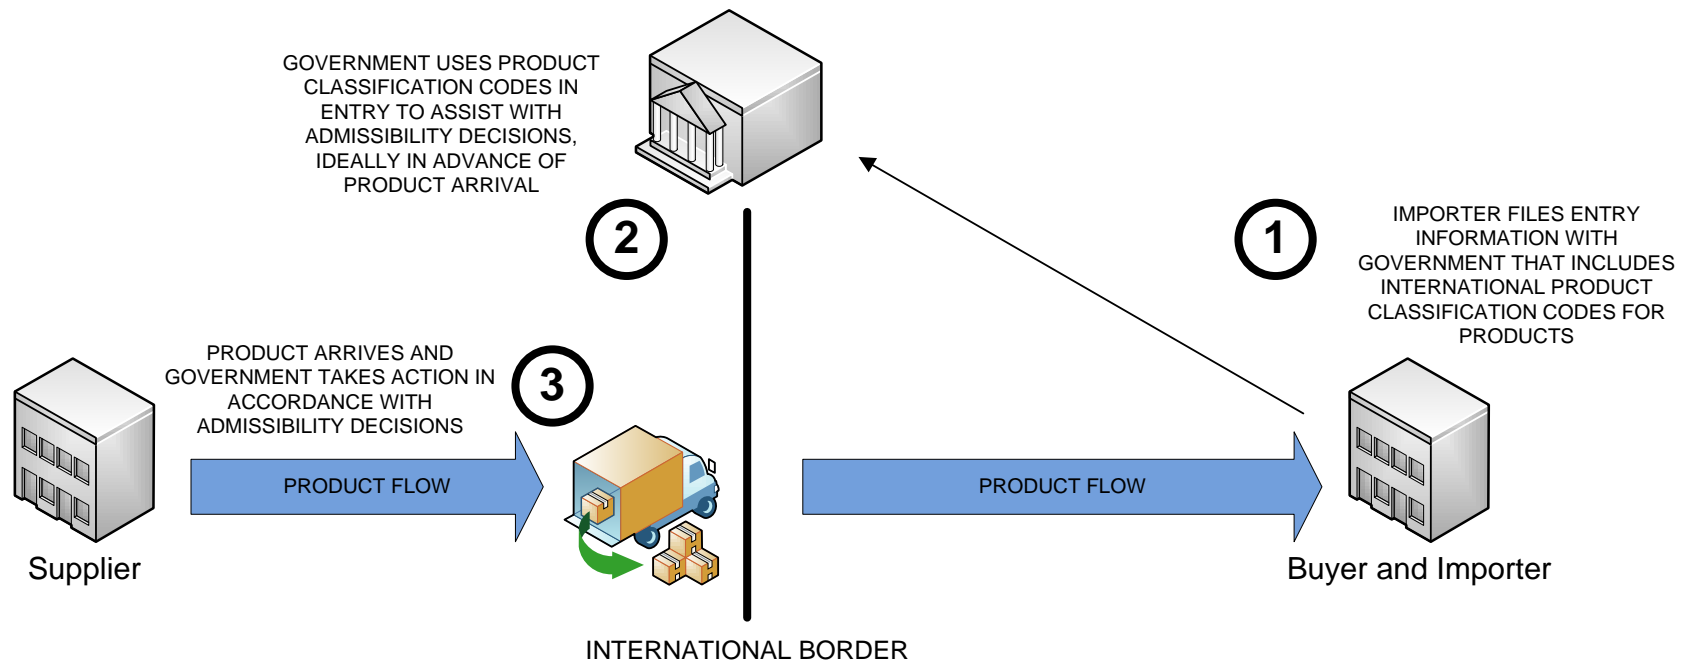 GOVERNMENT USES PRODUCT
CLASSIFICATION CODES IN
ENTRY TO ASSIST WITH
ADMISSIBILITY DECISIONS,
IDEALLY IN ADVANCE OF
PRODUCT ARRIVAL
2
1
IMPORTER FILES ENTRY
INFORMATION WITH
GOVERNMENT THAT INCLUDES
INTERNATIONAL PRODUCT
CLASSIFICATION CODES FOR
PRODUCTS
PRODUCT ARRIVES AND
GOVERNMENT TAKES ACTION IN
ACCORDANCE WITH
ADMISSIBILITY DECISIONS
3
PRODUCT FLOW
PRODUCT FLOW
Supplier
Buyer and Importer
INTERNATIONAL BORDER